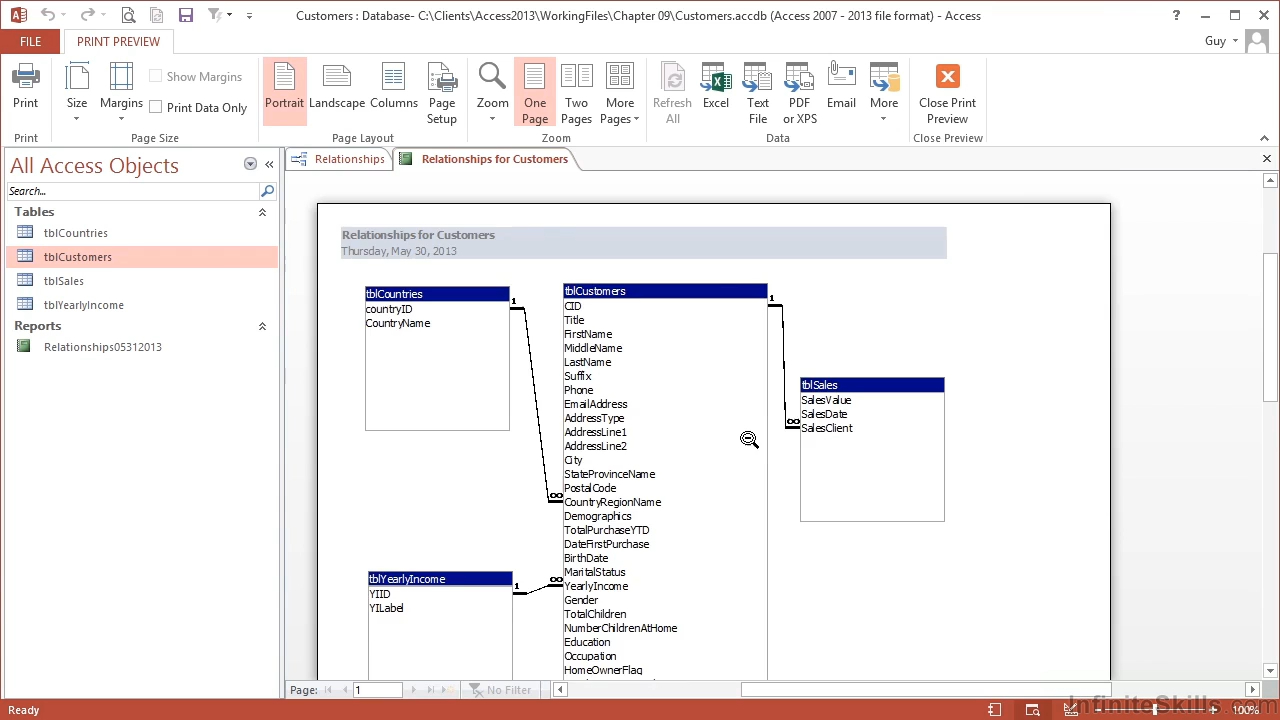 Customers : Database- C:\Clients\Access2013\WorkingFiles\Chapter 09\Customers.accdb (Access 2007 - 2013 file format) - Access
?
FILE
PRINT PREVIEW
Guy
Print
Size
Margins
Show Margins
Print Data Only
Portrait
Landscape
Columns
Page Setup
Zoom
One Page
Two Pages
More Pages
Refresh All
Excel
Text File
PDF or XPS
Email
More
Close Print Preview
Print
Page Size
Page Layout
Zoom
Data
Close Preview
All Access Objects
Search...
Tables
tblCountries
tblCustomers
tblSales
tblYearlyIncome
Reports
Relationships05312013
Relationships
Relationships for Customers
Relationships for Customers
Thursday, May 30, 2013
tblCountries
countryID
CountryName
1
∞
tblCustomers
CID
Title
FirstName
MiddleName
LastName
Suffix
Phone
EmailAddress
AddressType
AddressLine1
AddressLine2
City
StateProvinceName
PostalCode
CountryRegionName
Demographics
TotalPurchaseYTD
DateFirstPurchase
BirthDate
MaritalStatus
YearlyIncome
Gender
TotalChildren
NumberChildrenAtHome
Education
Occupation
HomeOwnerFlag
1
∞
tblSales
SalesValue
SalesDate
SalesClient
tblYearlyIncome
YIID
YILabel
1
∞
Page:
1
No Filter
Ready
100%
InfiniteSkills.com